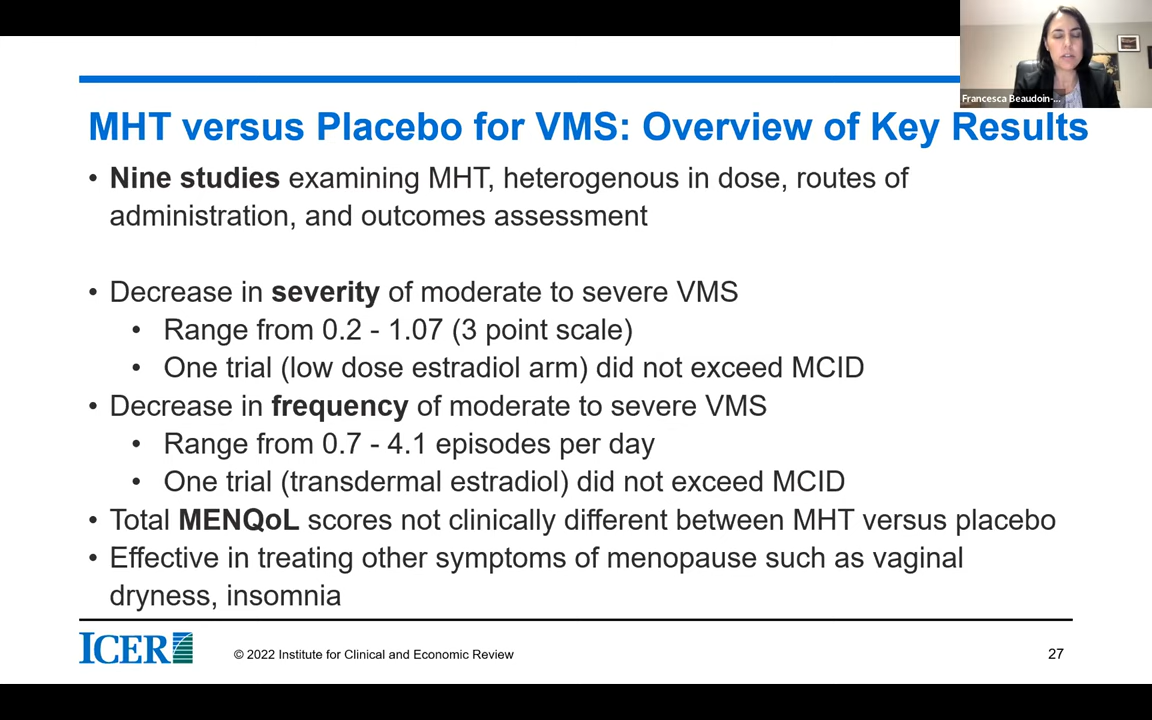 Francesca Beaudoin-...
MHT versus Placebo for VMS: Overview of Key Results
• Nine studies examining MHT, heterogenous in dose, routes of
administration, and outcomes assessment
• Decrease in severity of moderate to severe VMS
• Range from 0.2 - 1.07 (3 point scale)
• One trial (low dose estradiol arm) did not exceed MCID
• Decrease in frequency of moderate to severe VMS
• Range from 0.7 - 4.1 episodes per day
• One trial (transdermal estradiol) did not exceed MCID
• Total MENQoL scores not clinically different between MHT versus placebo
• Effective in treating other symptoms of menopause such as vaginal
dryness, insomnia
ICER
© 2022 Institute for Clinical and Economic Review
27